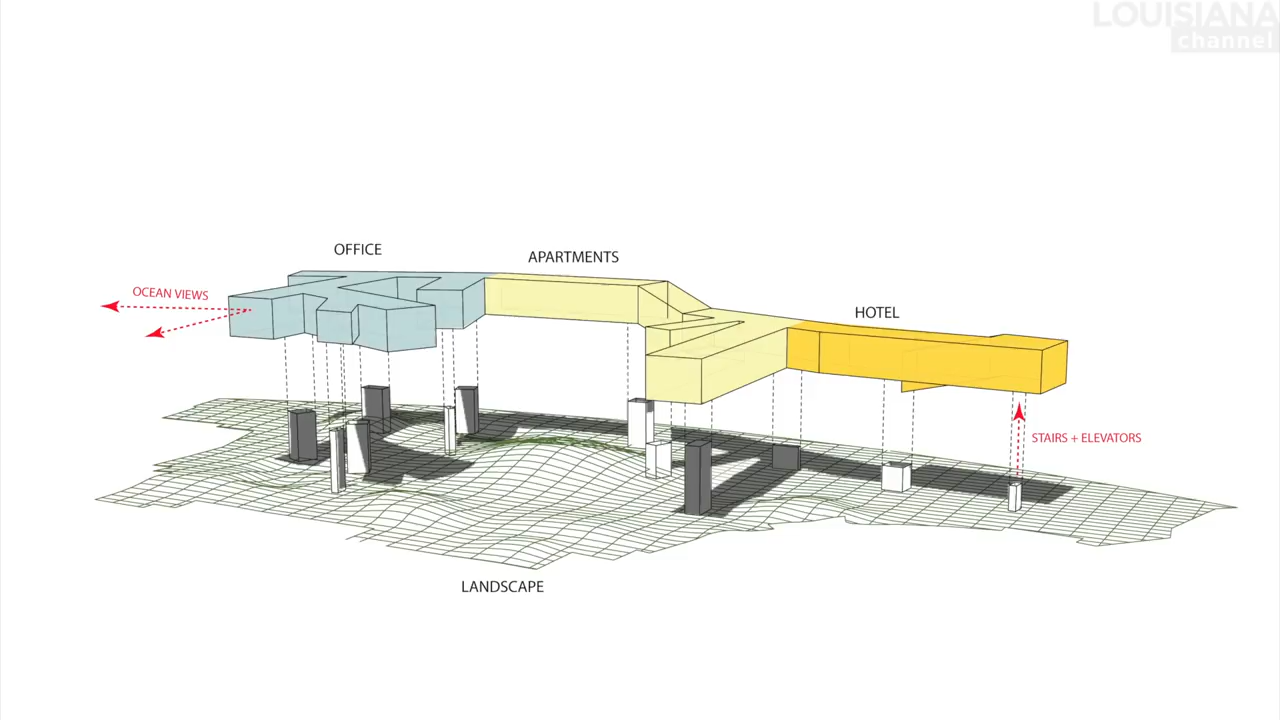 LOUISIANA
channel
OFFICE
APARTMENTS
OCEAN VIEWS
HOTEL
STAIRS + ELEVATORS
LANDSCAPE